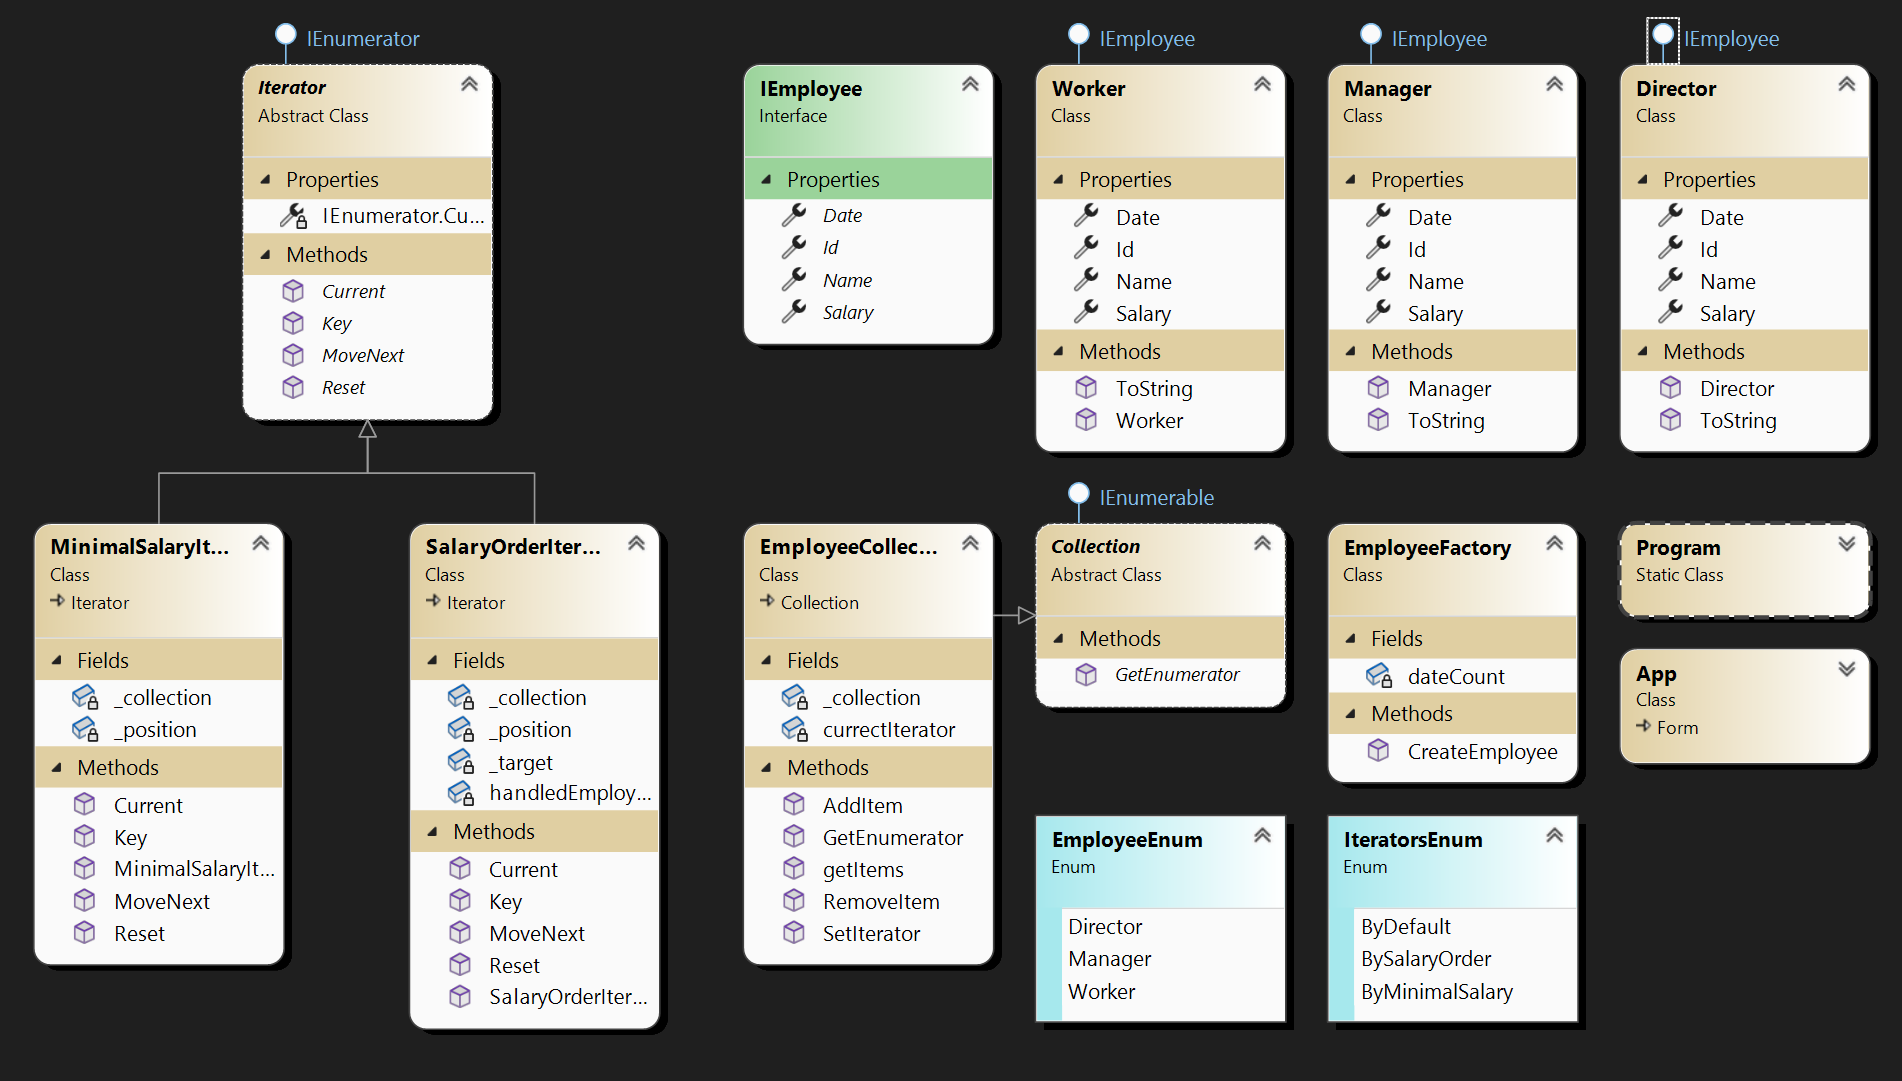 IEnumerator
Iterator
Abstract Class
Properties
IEnumerator.Cu...
Methods
Current
Key
MoveNext
Reset
IEmployee
Interface
Properties
Date
Id
Name
Salary
IEmployee
Worker
Class
Properties
Date
Id
Name
Salary
Methods
ToString
Worker
IEmployee
Manager
Class
Properties
Date
Id
Name
Salary
Methods
Manager
ToString
IEmployee
Director
Class
Properties
Date
Id
Name
Salary
Methods
Director
ToString
MinimalSalaryIt...
Class
Iterator
Fields
_collection
_position
Methods
Current
Key
MinimalSalaryIt...
MoveNext
Reset
SalaryOrderIter...
Class
Iterator
Fields
_collection
_position
_target
handledEmploy...
Methods
Current
Key
MoveNext
Reset
SalaryOrderIter...
EmployeeCollec...
Class
Collection
Fields
_collection
currectIterator
Methods
AddItem
GetEnumerator
getItems
RemoveItem
SetIterator
IEnumerable
Collection
Abstract Class
Methods
GetEnumerator
EmployeeFactory
Class
Fields
dateCount
Methods
CreateEmployee
Program
Static Class
App
Class
Form
EmployeeEnum
Enum
Director
Manager
Worker
IteratorsEnum
Enum
ByDefault
BySalaryOrder
ByMinimalSalary